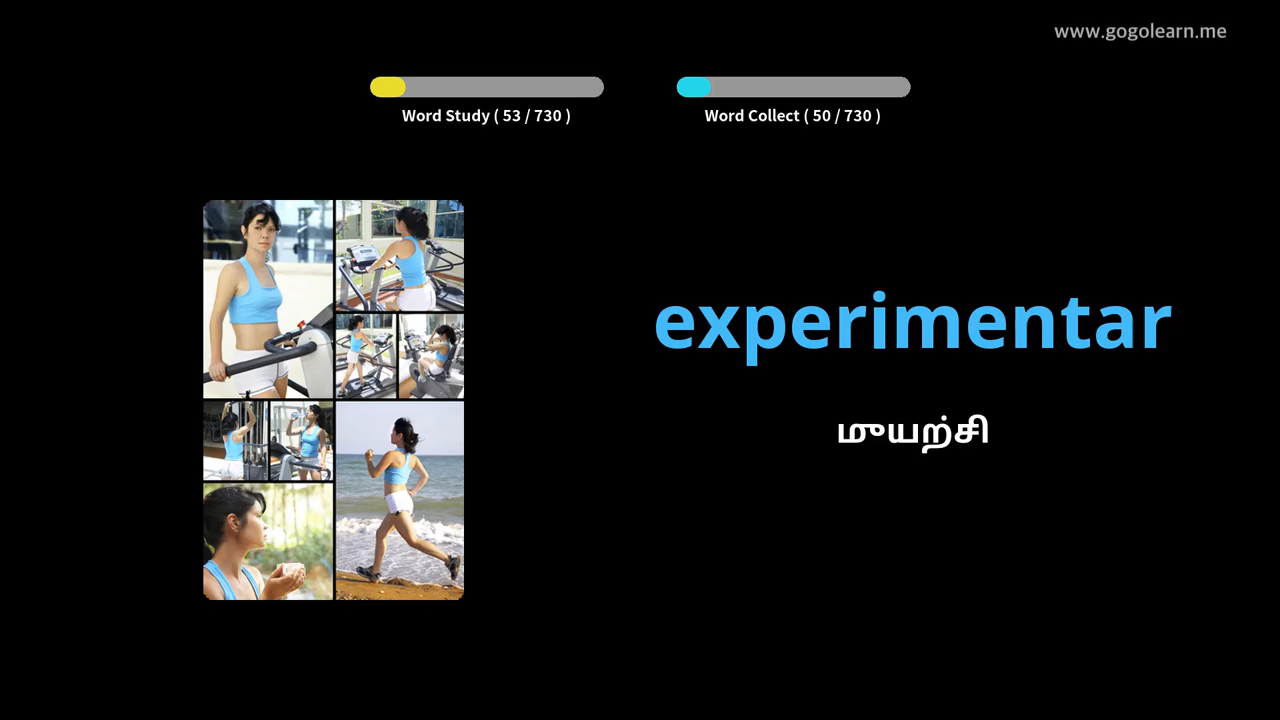 www.gogolearn.me
Word Study ( 53 / 730 )
Word Collect ( 50 / 730 )
experimentar
முயற்சி